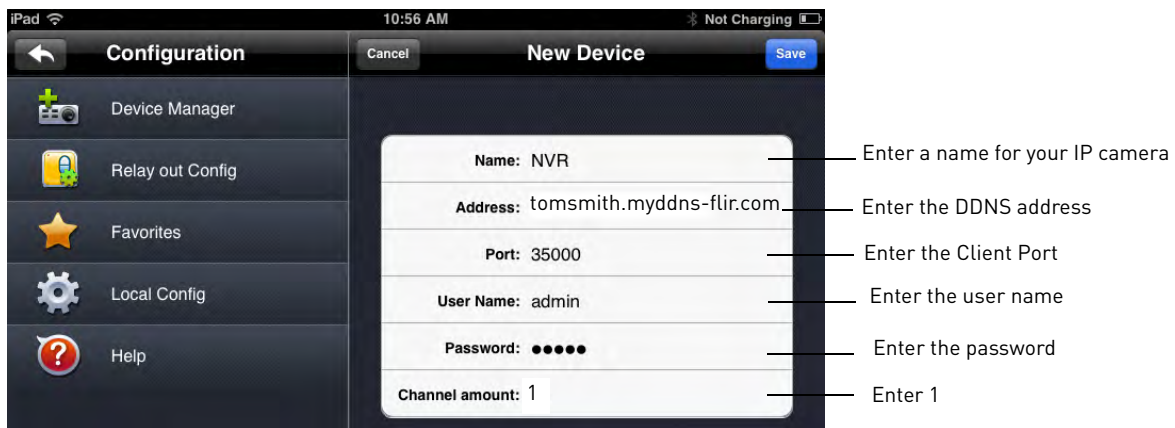 iPad 10:56 AM Not Charging
Configuration
Cancel New Device Save
Device Manager
Relay out Config
Favorites
Local Config
Help
Name: NVR Enter a name for your IP camera
Address: tomsmith.myddns-flir.com Enter the DDNS address
Port: 35000 Enter the Client Port
User Name: admin Enter the user name
Password: ●●●●● Enter the password
Channel amount: 1 Enter 1